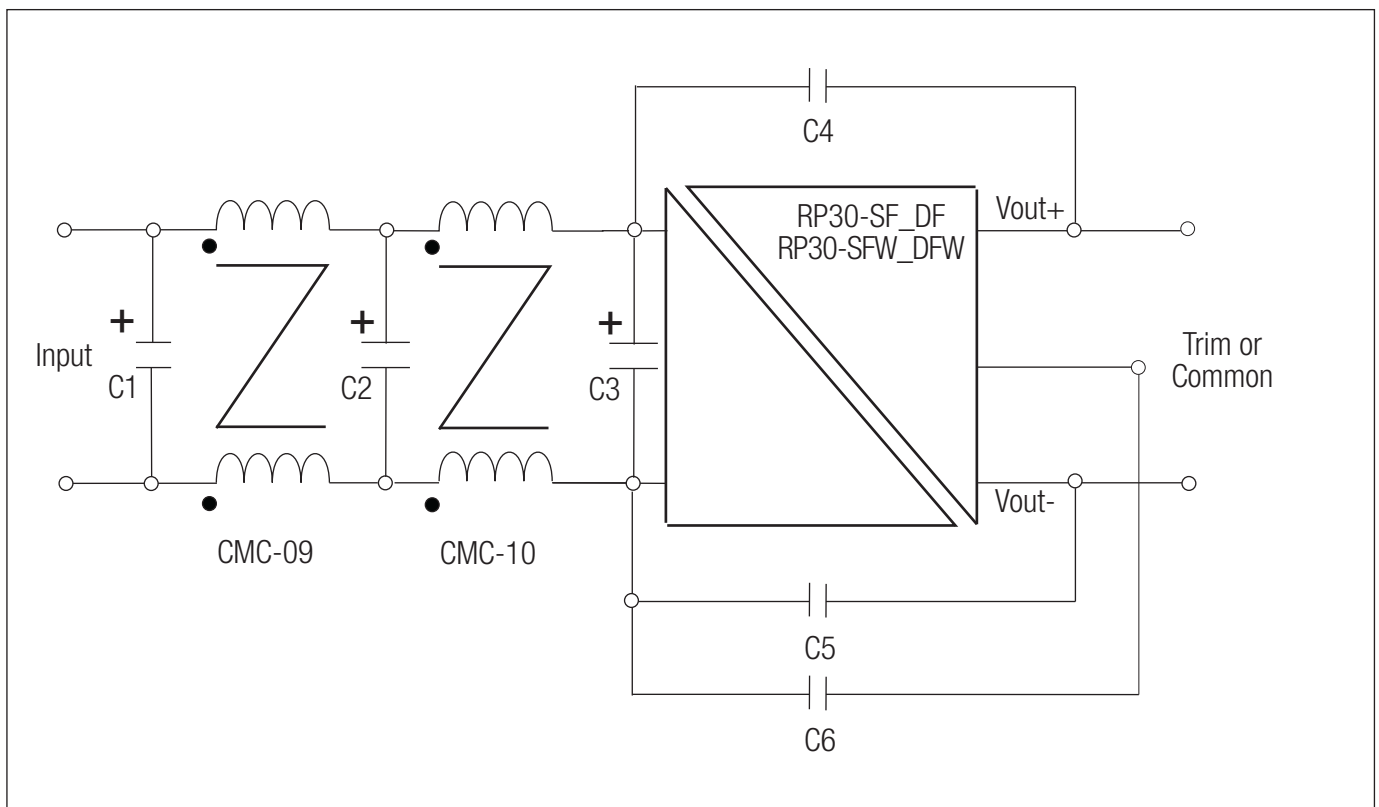 C4
RP30-SF_DF
RP30-SFW_DFW
Vout+
+
+
+
Input
C1
C2
C3
Trim or
Common
Vout-
CMC-09
CMC-10
C5
C6